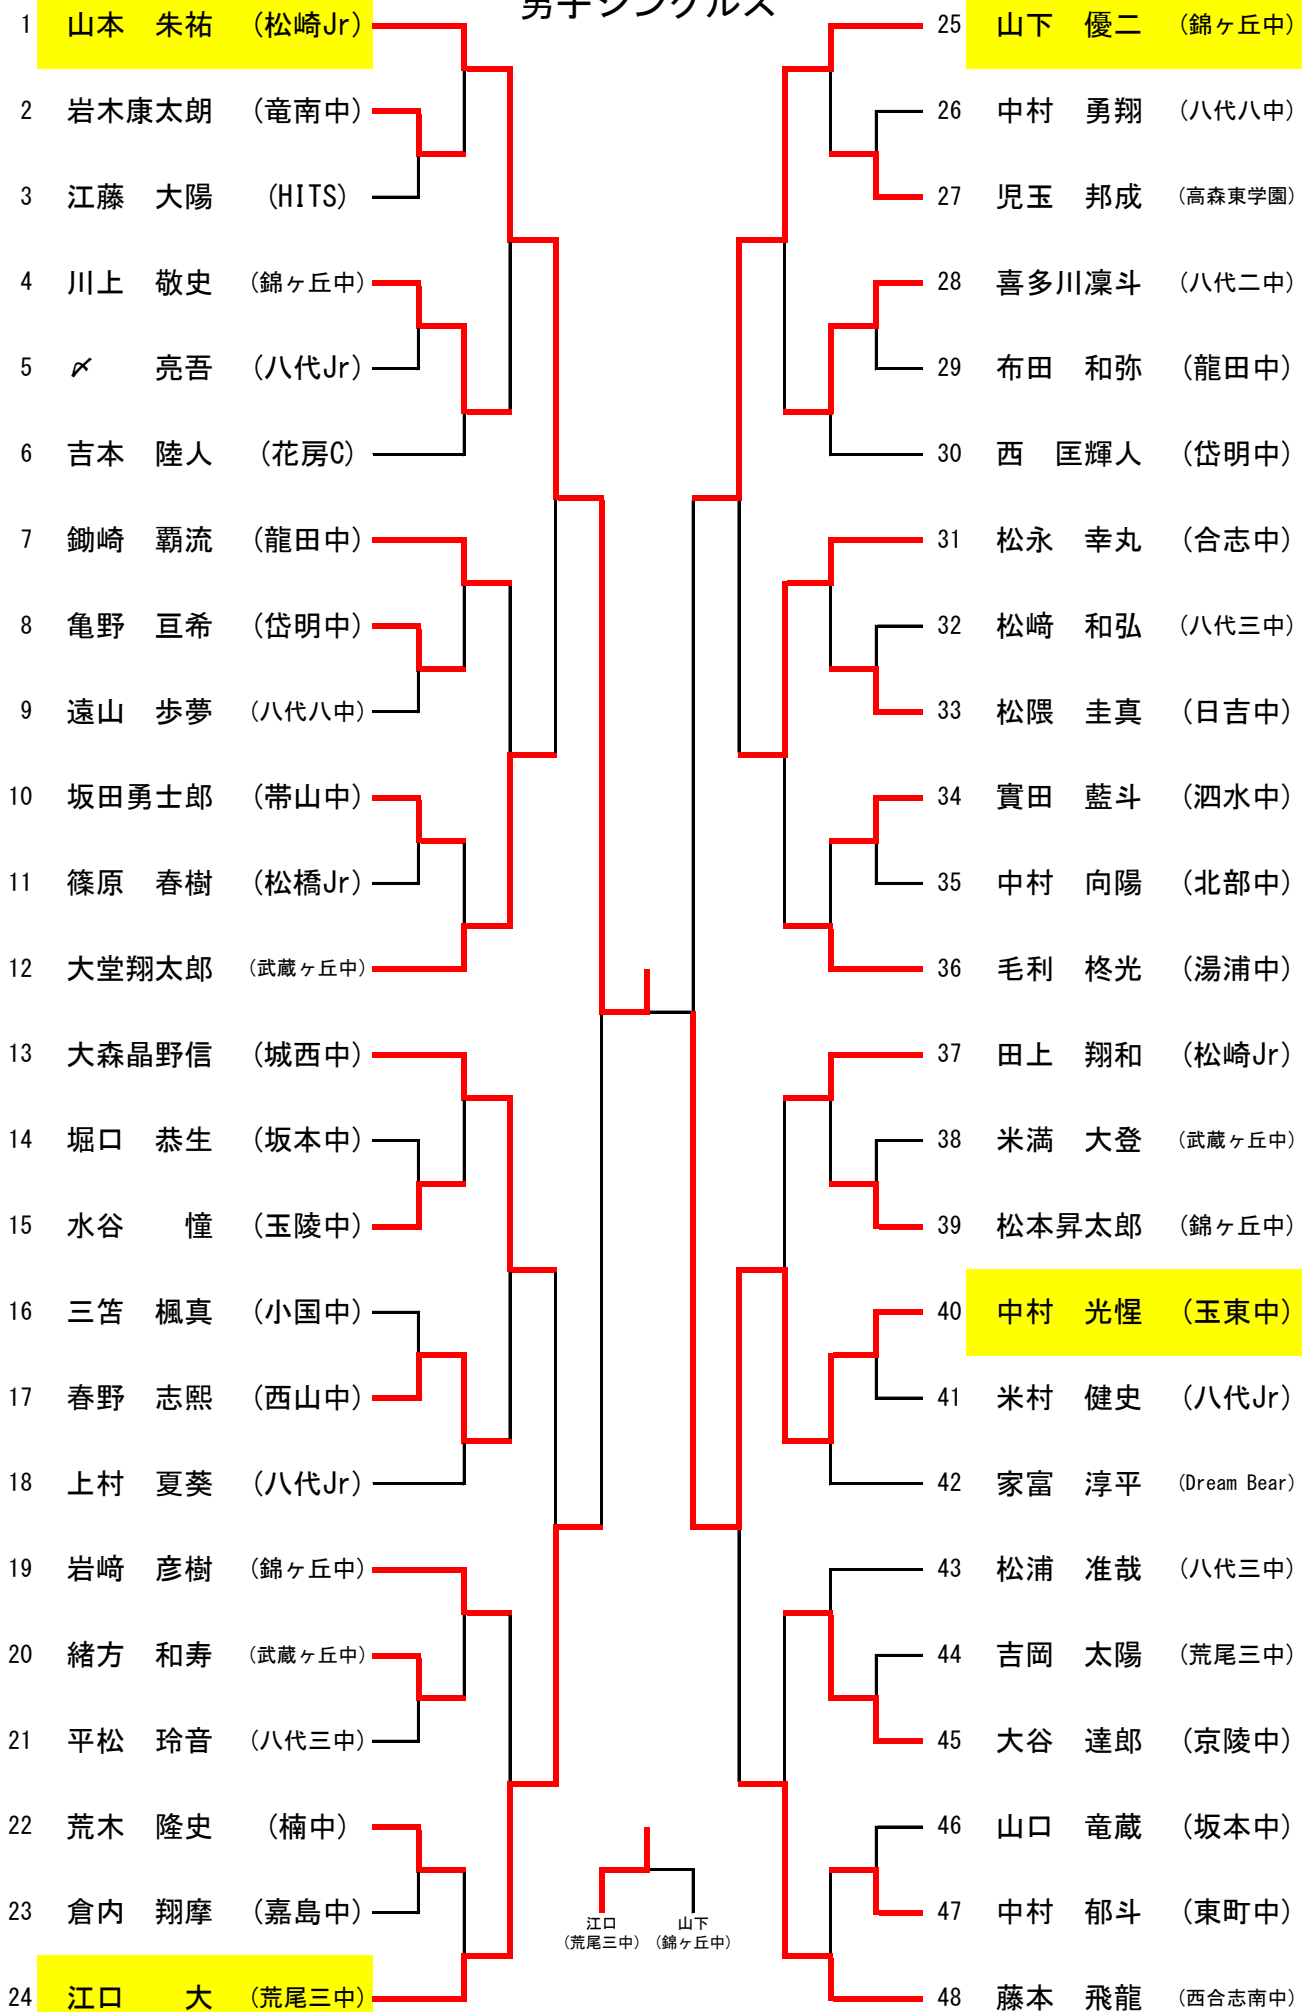 男子シングルス
1 山本 朱祐 (松崎Jr)
2 岩木康太朗 (竜南中)
3 江藤 大陽 (HITS)
4 川上 敬史 (錦ヶ丘中)
5 〆 亮吾 (八代Jr)
6 吉本 陸人 (花房C)
7 鋤崎 覇流 (龍田中)
8 亀野 亘希 (岱明中)
9 遠山 歩夢 (八代八中)
10 坂田勇士郎 (帯山中)
11 篠原 春樹 (松橋Jr)
12 大堂翔太郎 (武蔵ヶ丘中)
13 大森晶野信 (城西中)
14 堀口 恭生 (坂本中)
15 水谷 憧 (玉陵中)
16 三笘 楓真 (小国中)
17 春野 志熙 (西山中)
18 上村 夏葵 (八代Jr)
19 岩﨑 彦樹 (錦ヶ丘中)
20 緒方 和寿 (武蔵ヶ丘中)
21 平松 玲音 (八代三中)
22 荒木 隆史 (楠中)
23 倉内 翔摩 (嘉島中)
24 江口 大 (荒尾三中)
25 山下 優二 (錦ヶ丘中)
26 中村 勇翔 (八代八中)
27 児玉 邦成 (高森東学園)
28 喜多川凜斗 (八代二中)
29 布田 和弥 (龍田中)
30 西 匡輝人 (岱明中)
31 松永 幸丸 (合志中)
32 松﨑 和弘 (八代三中)
33 松隈 圭真 (日吉中)
34 實田 藍斗 (泗水中)
35 中村 向陽 (北部中)
36 毛利 柊光 (湯浦中)
37 田上 翔和 (松崎Jr)
38 米満 大登 (武蔵ヶ丘中)
39 松本昇太郎 (錦ヶ丘中)
40 中村 光惺 (玉東中)
41 米村 健史 (八代Jr)
42 家富 淳平 (Dream Bear)
43 松浦 准哉 (八代三中)
44 吉岡 太陽 (荒尾三中)
45 大谷 達郎 (京陵中)
46 山口 竜蔵 (坂本中)
47 中村 郁斗 (東町中)
48 藤本 飛龍 (西合志南中)
江口 山下
(荒尾三中) (錦ヶ丘中)